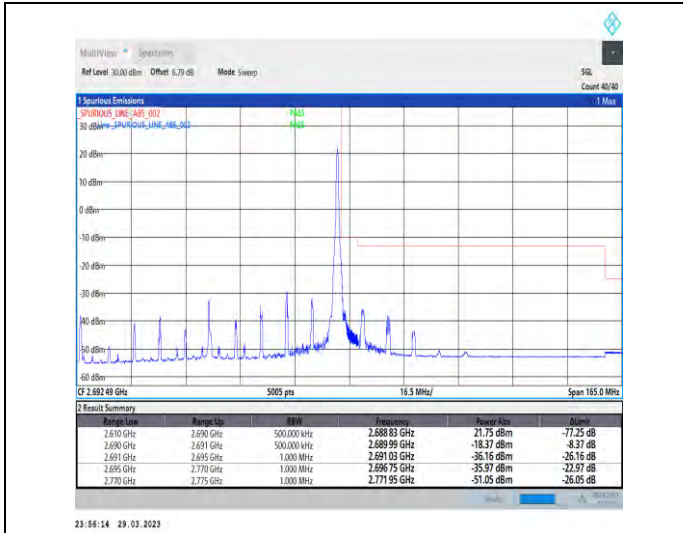 MultiView Spectrum
Ref Level 30.00 dBm Offset 6.79 dB Mode Sweep SGL
Count 40/40
1 Spurious Emissions 1 Max
_SPURIOUS_LINE_ABS_002 PASS
30 dBm Line _SPURIOUS_LINE_ABS_002 PASS
20 dBm
10 dBm
0 dBm
-10 dBm
-20 dBm
-30 dBm
-40 dBm
-50 dBm
-60 dBm
CF 2.692 49 GHz 5005 pts 16.5 MHz/ Span 165.0 MHz
2 Result Summary
Range Low Range Up RBW Frequency Power Abs ΔLimit
2.610 GHz 2.690 GHz 500.000 kHz 2.688 83 GHz 21.75 dBm -77.25 dB
2.690 GHz 2.691 GHz 500.000 kHz 2.689 99 GHz -18.37 dBm -8.37 dB
2.691 GHz 2.695 GHz 1.000 MHz 2.691 03 GHz -36.16 dBm -26.16 dB
2.695 GHz 2.770 GHz 1.000 MHz 2.696 75 GHz -35.97 dBm -22.97 dB
2.770 GHz 2.775 GHz 1.000 MHz 2.771 95 GHz -51.05 dBm -26.05 dB
23:56:14 29.03.2023